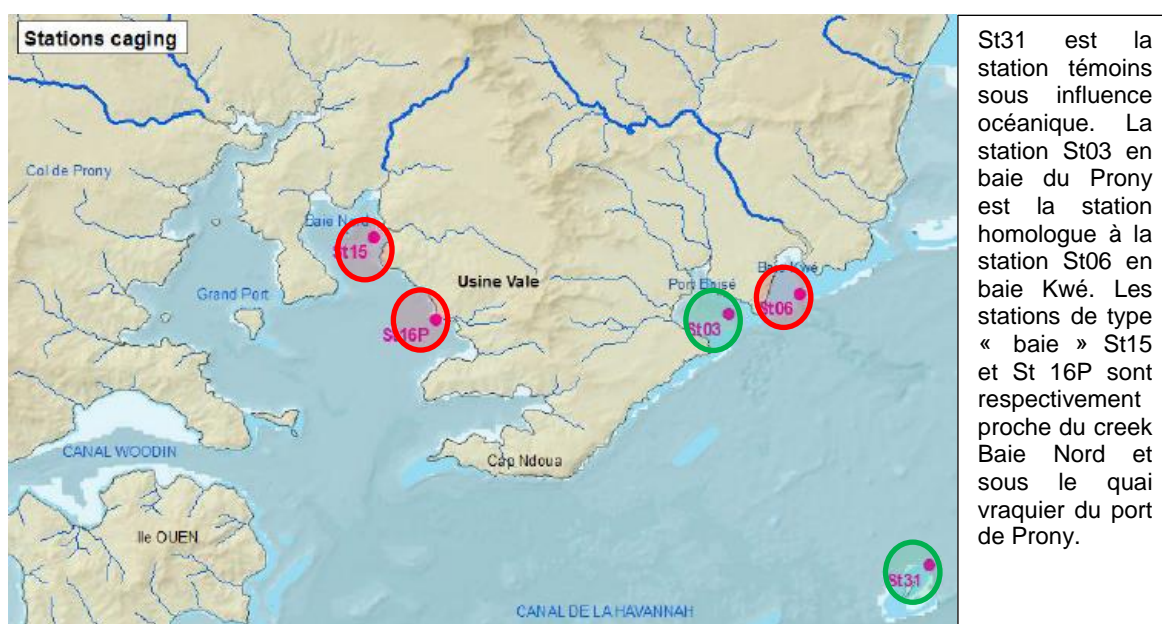 Stations caging
Col de Prony
Baie Nord
St15
Grand Port
Usine Vale
St16P
Port Boisé
Baie Kwé
St03
St06
CANAL WOODIN
Cap Ndoua
Ile OUEN
St31
CANAL DE LA HAVANNAH
St31 est la
station témoins
sous influence
océanique. La
station St03 en
baie du Prony
est la station
homologue à la
station St06 en
baie Kwé. Les
stations de type
« baie » St15
et St 16P sont
respectivement
proche du creek
Baie Nord et
sous le quai
vraquier du port
de Prony.